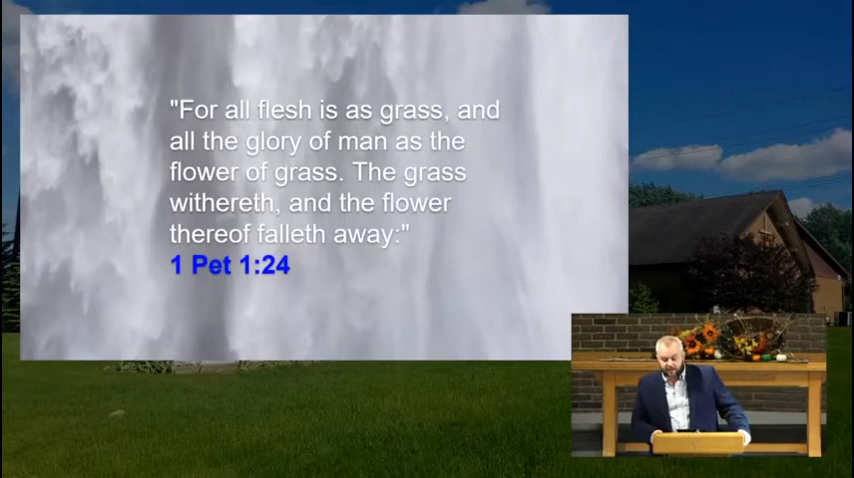 "For all flesh is as grass, and
all the glory of man as the
flower of grass. The grass
withereth, and the flower
thereof falleth away:"
1 Pet 1:24